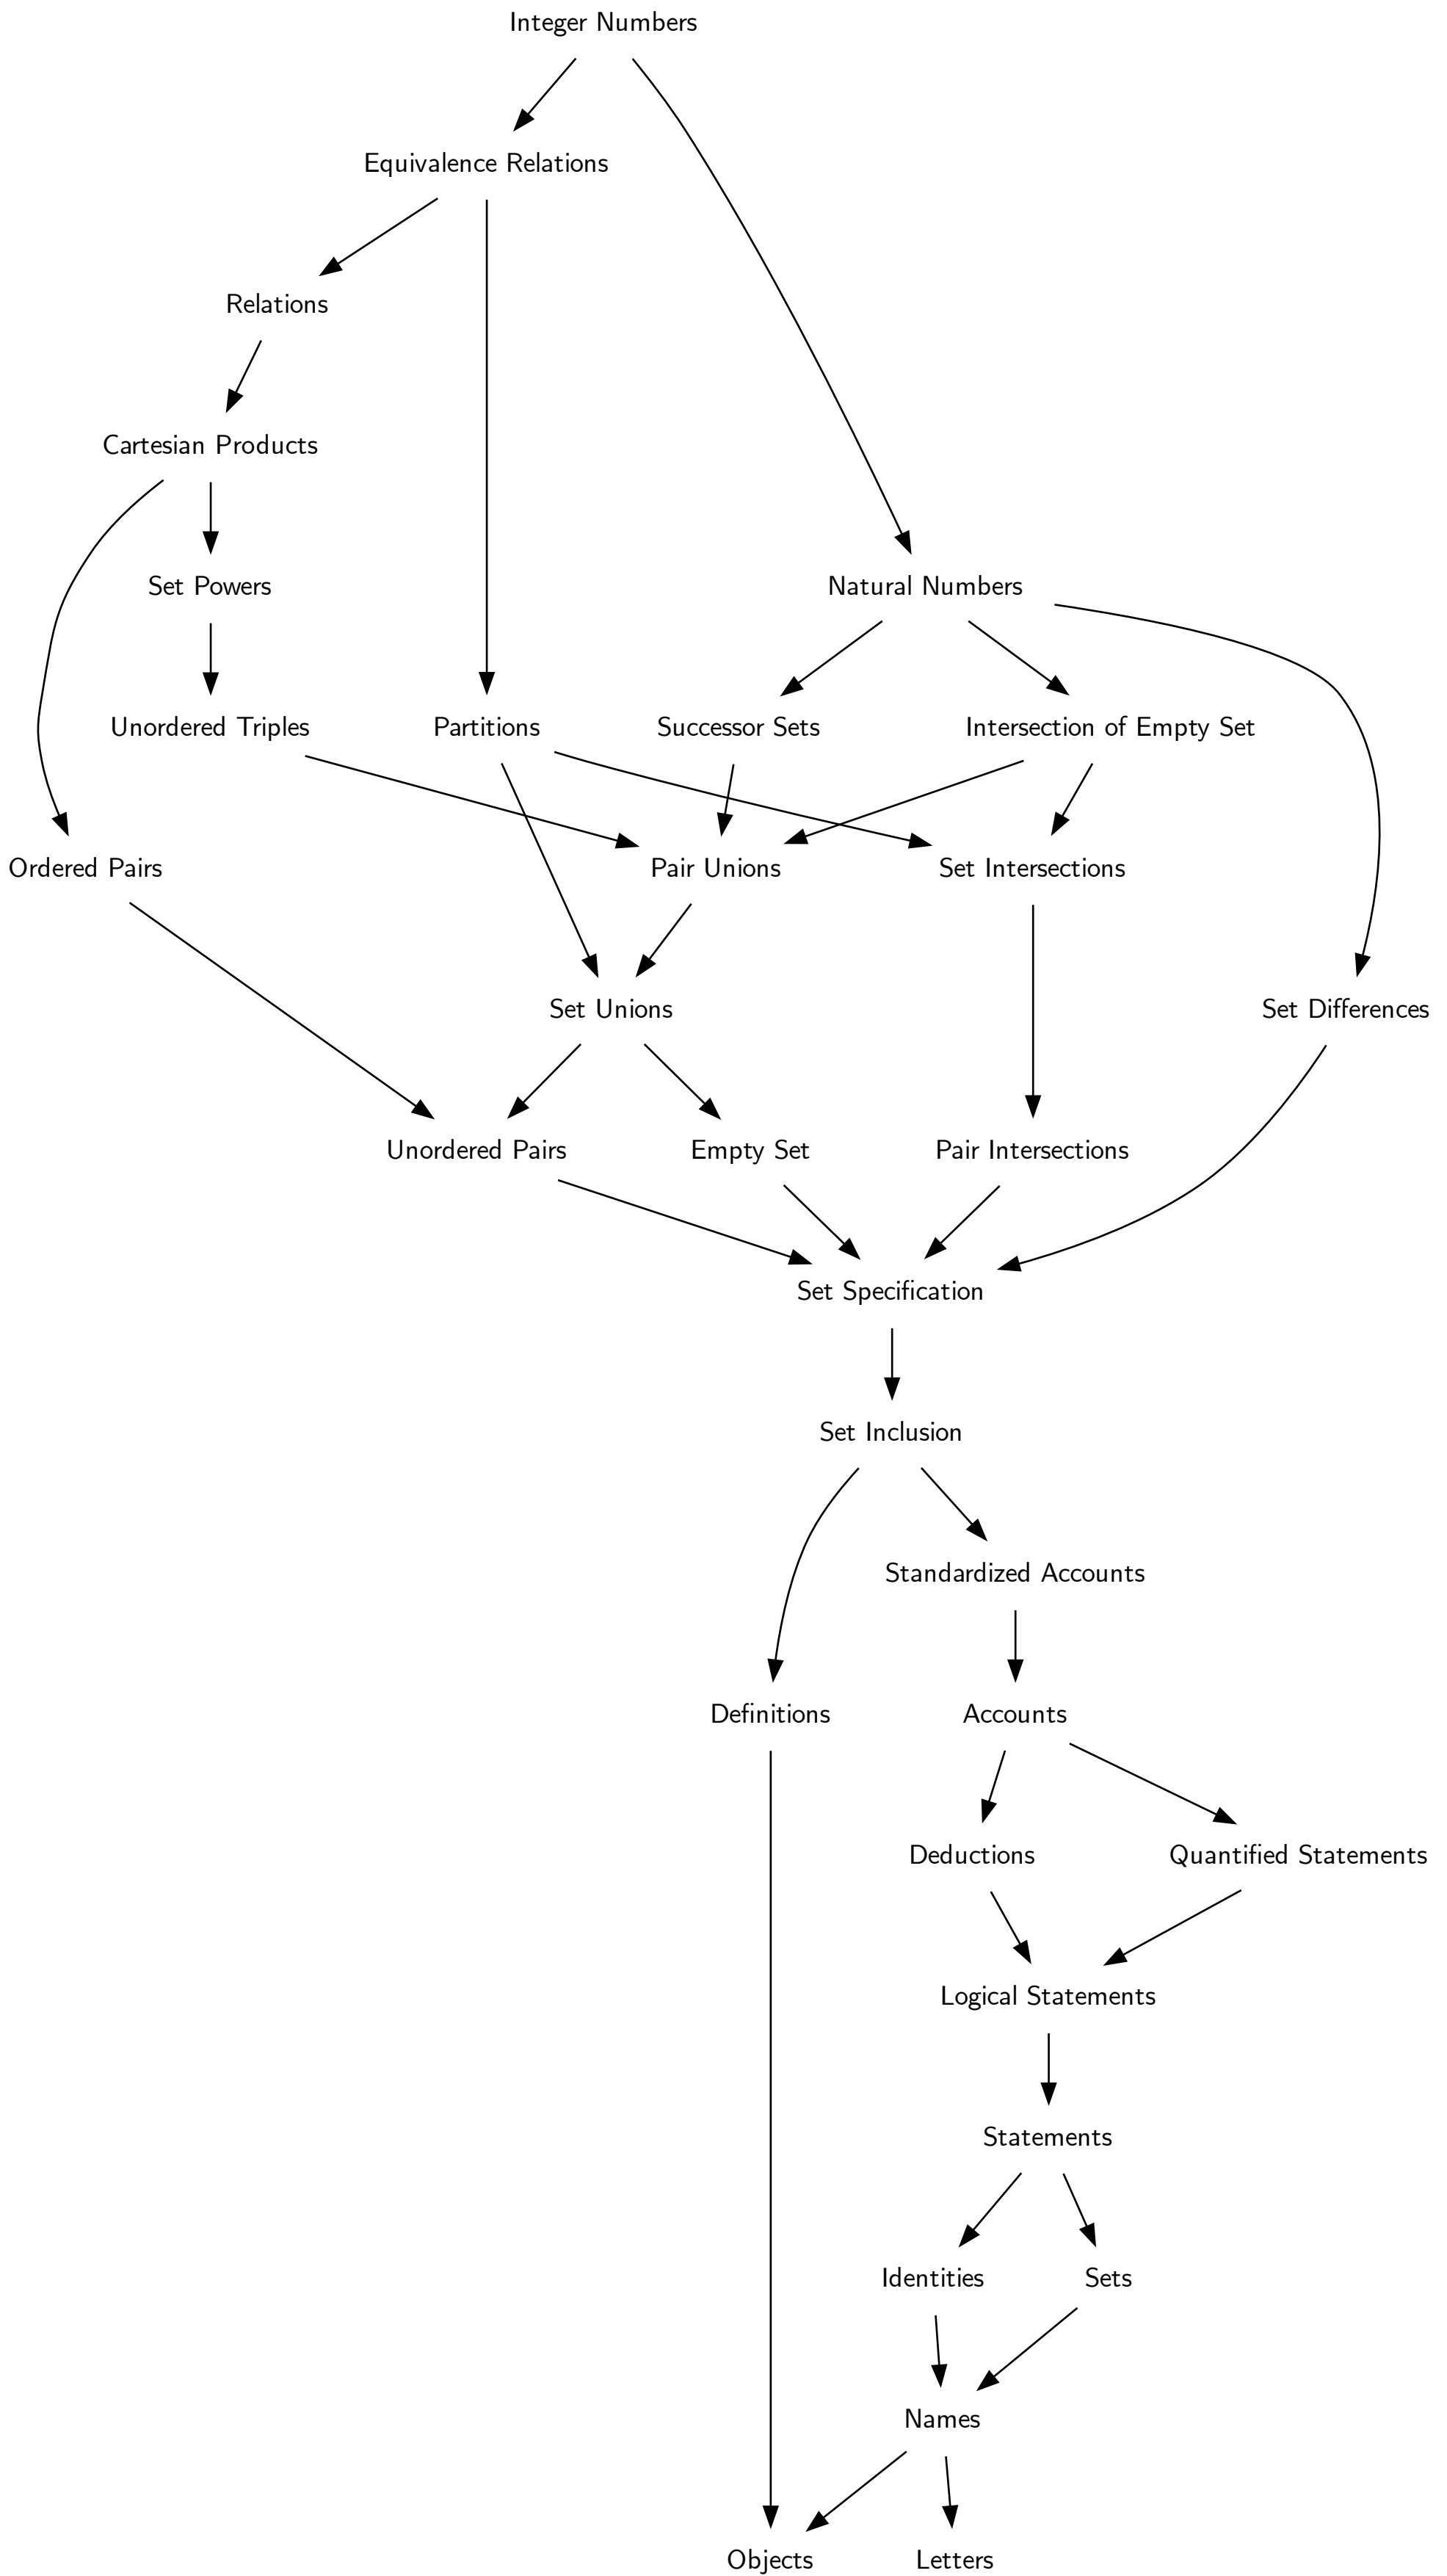 Integer Numbers
Equivalence Relations
Relations
Cartesian Products
Set Powers
Natural Numbers
Unordered Triples
Partitions
Successor Sets
Intersection of Empty Set
Ordered Pairs
Pair Unions
Set Intersections
Set Unions
Set Differences
Unordered Pairs
Empty Set
Pair Intersections
Set Specification
Set Inclusion
Standardized Accounts
Definitions
Accounts
Deductions
Quantified Statements
Logical Statements
Statements
Identities
Sets
Names
Objects
Letters